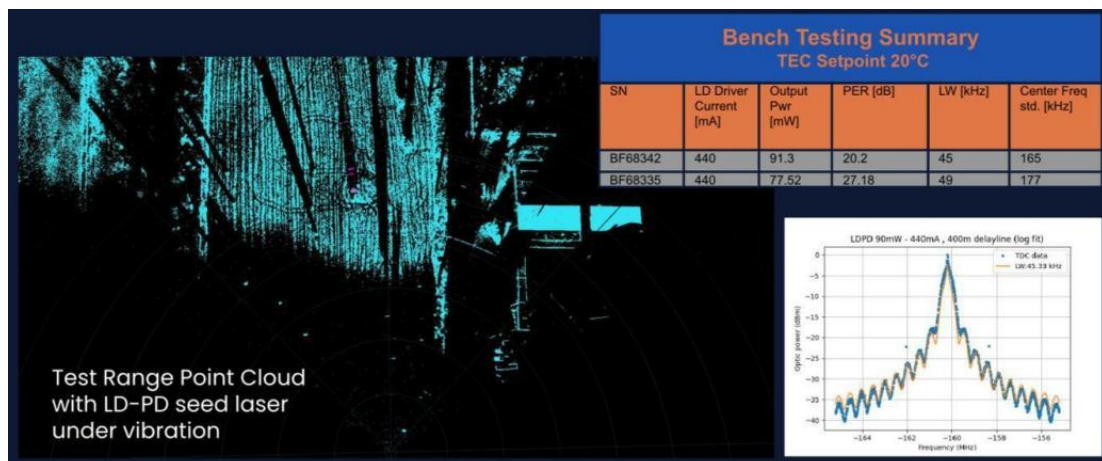 Bench Testing Summary
TEC Setpoint 20°C
SN LD Driver Current [mA] Output Pwr [mW] PER [dB] LW [kHz] Center Freq std. [kHz]
BF68342 440 91.3 20.2 45 165
BF68335 440 77.52 27.18 49 177
Test Range Point Cloud
with LD-PD seed laser
under vibration
LDPD 90mW - 440mA , 400m delayline (log fit)
TDC data
LW:45.33 kHz
Optic power (dBm)
0
−5
−10
−15
−20
−25
−30
−35
−40
−164 −162 −160 −158 −156
Frequency (MHz)